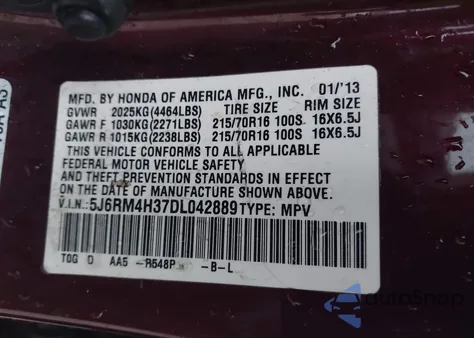 MFD. BY HONDA OF AMERICA MFG., INC. 01/'13
GVWR 2025KG(4464LBS) TIRE SIZE RIM SIZE
GAWR F 1030KG(2271LBS) 215/70R16 100S 16X6.5J
GAWR R 1015KG(2238LBS) 215/70R16 100S 16X6.5J
THIS VEHICLE CONFORMS TO ALL APPLICABLE
FEDERAL MOTOR VEHICLE SAFETY, BUMPER,
AND THEFT PREVENTION STANDARDS IN EFFECT
ON THE DATE OF MANUFACTURE SHOWN ABOVE.
V.I.N: 5J6RM4H37DL042889 TYPE: MPV
TOG D AA5 -R548P -B-L
AutoSnap